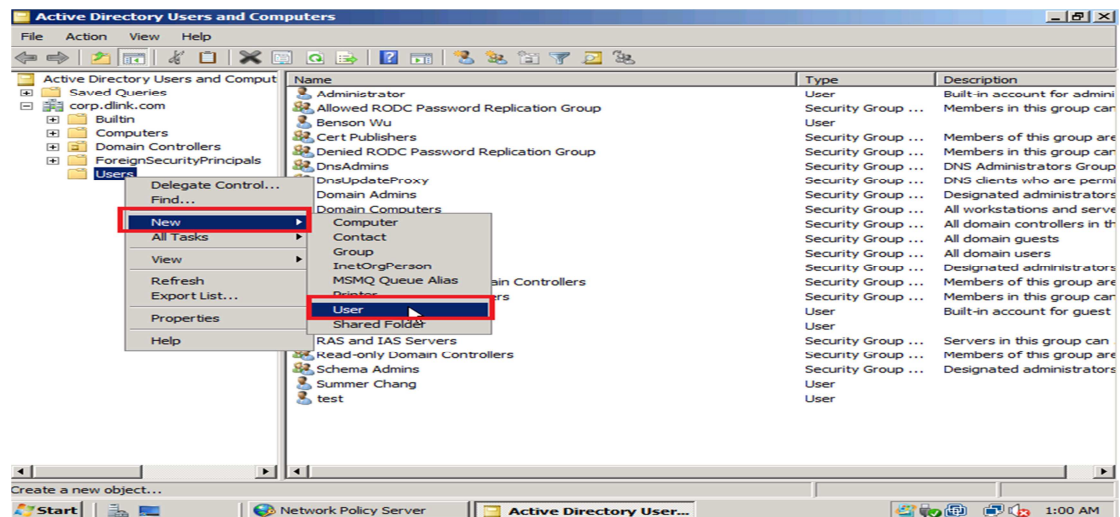 Active Directory Users and Computers
File Action View Help
Active Directory Users and Comput
Saved Queries
corp.dlink.com
Builtin
Computers
Domain Controllers
ForeignSecurityPrincipals
Users
Delegate Control...
Find...
New
All Tasks
View
Refresh
Export List...
Properties
Help
Computer
Contact
Group
InetOrgPerson
MSMQ Queue Alias
Printer
User
Shared Folder
Name Type Description
Administrator User Built-in account for admini
Allowed RODC Password Replication Group Security Group ... Members in this group can
Benson Wu User
Cert Publishers Security Group ... Members of this group are
Denied RODC Password Replication Group Security Group ... Members in this group can
DnsAdmins Security Group ... DNS Administrators Group
DnsUpdateProxy Security Group ... DNS clients who are permi
Domain Admins Security Group ... Designated administrators
Domain Computers Security Group ... All workstations and serve
Security Group ... All domain controllers in th
Security Group ... All domain guests
Security Group ... All domain users
Security Group ... Designated administrators
ain Controllers Security Group ... Members of this group are
ers Security Group ... Members in this group can
User Built-in account for guest
User
RAS and IAS Servers Security Group ... Servers in this group can
Read-only Domain Controllers Security Group ... Members of this group are
Schema Admins Security Group ... Designated administrators
Summer Chang User
test User
Create a new object...
Start Network Policy Server Active Directory User... 1:00 AM